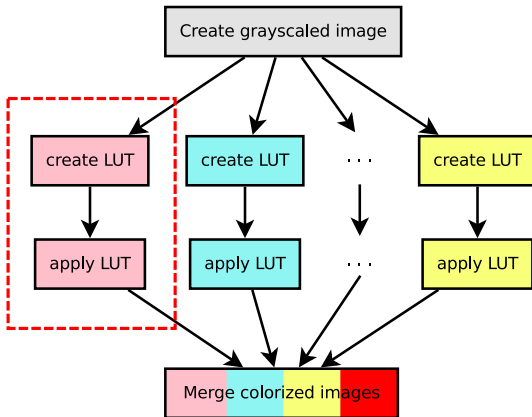 Create grayscaled image
create LUT
create LUT
. . .
create LUT
apply LUT
apply LUT
. . .
apply LUT
Merge colorized images